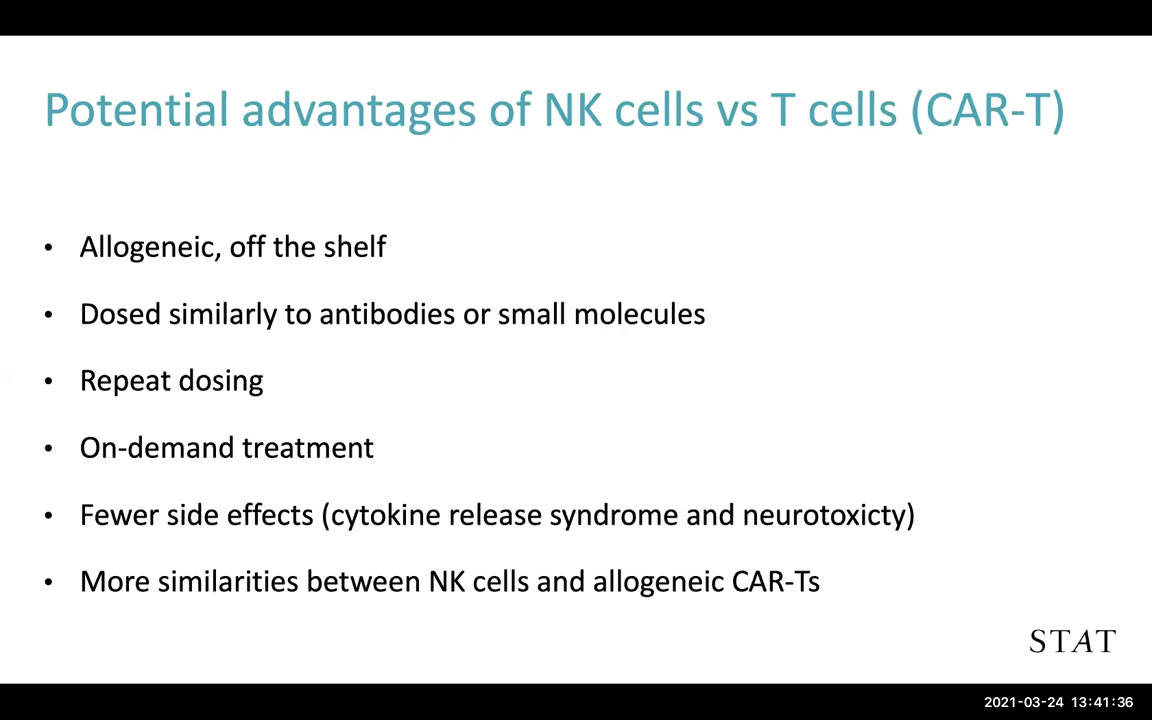 Potential advantages of NK cells vs T cells (CAR-T)
• Allogeneic, off the shelf
• Dosed similarly to antibodies or small molecules
• Repeat dosing
• On-demand treatment
• Fewer side effects (cytokine release syndrome and neurotoxicty)
• More similarities between NK cells and allogeneic CAR-Ts
STAT
2021-03-24 13:41:36